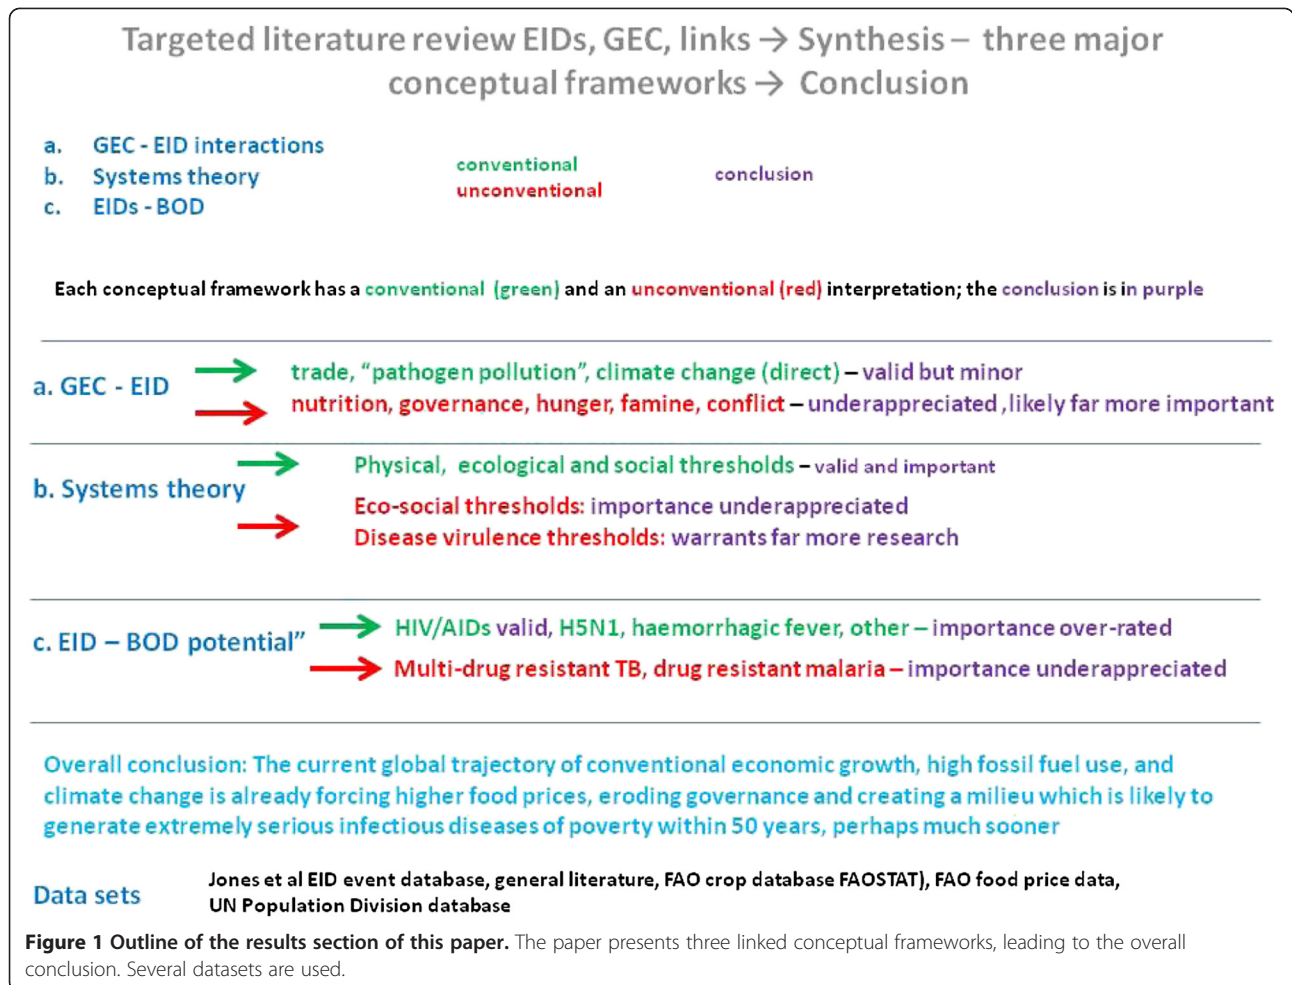 Targeted literature review EIDs, GEC, links → Synthesis – three major
conceptual frameworks → Conclusion
a. GEC - EID interactions
b. Systems theory
c. EIDs - BOD
conventional
unconventional
conclusion
Each conceptual framework has a conventional (green) and an unconventional (red) interpretation; the conclusion is in purple
a. GEC - EID
trade, “pathogen pollution”, climate change (direct) – valid but minor
nutrition, governance, hunger, famine, conflict – underappreciated ,likely far more important
b. Systems theory
Physical, ecological and social thresholds – valid and important
Eco-social thresholds: importance underappreciated
Disease virulence thresholds: warrants far more research
c. EID – BOD potential”
HIV/AIDs valid, H5N1, haemorrhagic fever, other – importance over-rated
Multi-drug resistant TB, drug resistant malaria – importance underappreciated
Overall conclusion: The current global trajectory of conventional economic growth, high fossil fuel use, and
climate change is already forcing higher food prices, eroding governance and creating a milieu which is likely to
generate extremely serious infectious diseases of poverty within 50 years, perhaps much sooner
Data sets
Jones et al EID event database, general literature, FAO crop database FAOSTAT), FAO food price data,
UN Population Division database
Figure 1 Outline of the results section of this paper. The paper presents three linked conceptual frameworks, leading to the overall
conclusion. Several datasets are used.